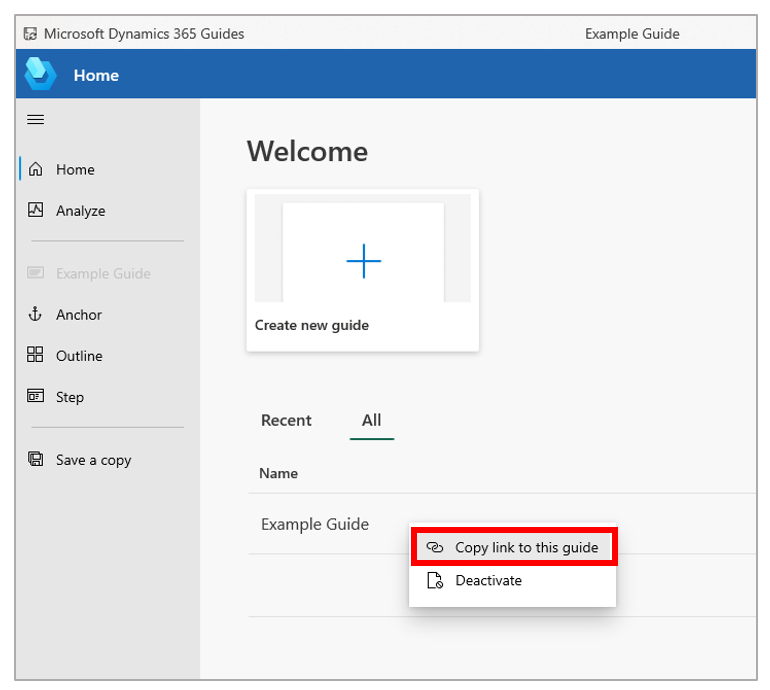 Microsoft Dynamics 365 Guides
Example Guide
Home
Home
Analyze
Example Guide
Anchor
Outline
Step
Save a copy
Welcome
Create new guide
Recent
All
Name
Example Guide
Copy link to this guide
Deactivate